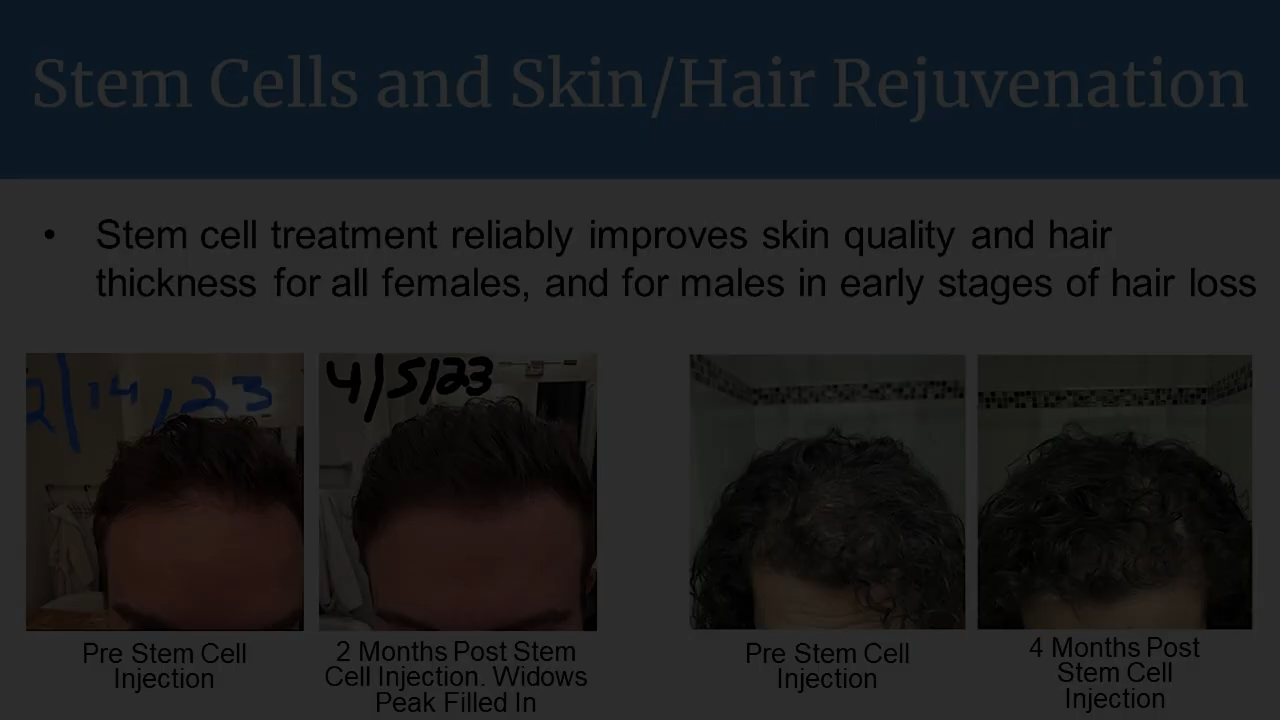 Stem Cells and Skin/Hair Rejuvenation
• Stem cell treatment reliably improves skin quality and hair
thickness for all females, and for males in early stages of hair loss
2/14/23
4/5/23
Pre Stem Cell
Injection
2 Months Post Stem
Cell Injection. Widows
Peak Filled In
Pre Stem Cell
Injection
4 Months Post
Stem Cell
Injection